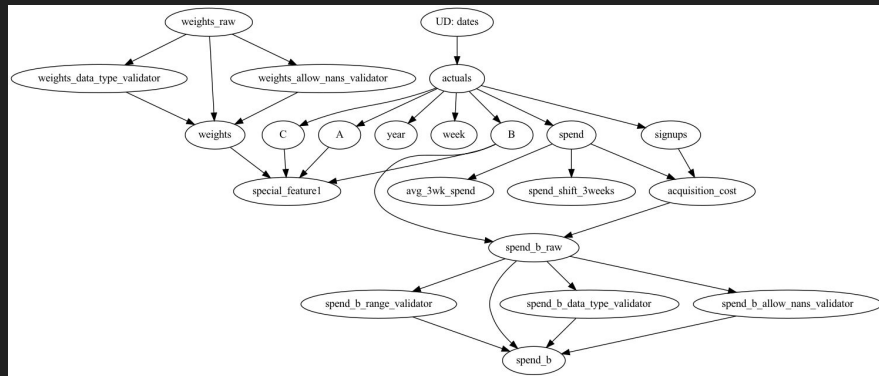 weights_raw
UD: dates
weights_data_type_validator
weights_allow_nans_validator
actuals
weights
C
A
year
week
B
spend
signups
special_feature1
avg_3wk_spend
spend_shift_3weeks
acquisition_cost
spend_b_raw
spend_b_range_validator
spend_b_data_type_validator
spend_b_allow_nans_validator
spend_b